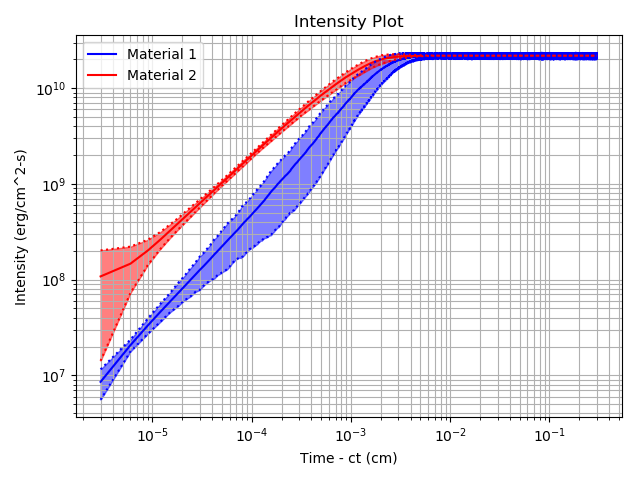 Intensity Plot
Material 1
Material 2
Intensity (erg/cm^2-s)
10^10
10^9
10^8
10^7
10^-5 10^-4 10^-3 10^-2 10^-1
Time - ct (cm)